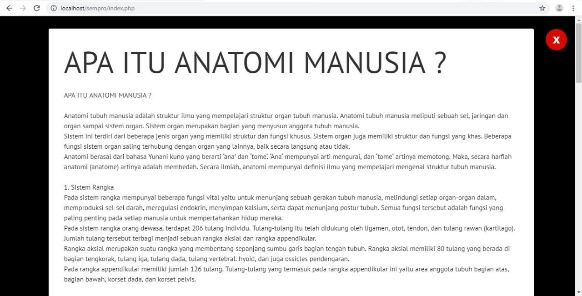 localhost/sempro/index.php
X
APA ITU ANATOMI MANUSIA ?
APA ITU ANATOMI MANUSIA ?
Anatomi tubuh manusia adalah struktur ilmu yang mempelajari struktur organ tubuh manusia. Anatomi tubuh manusia meliputi sebuah sel, jaringan dan
organ sampai sistem organ. Sistem organ merupakan bagian yang menyusun anggota tubuh manusia.
Sistem ini terdiri dari beberapa jenis organ yang memiliki struktur dan fungsi khusus. Sistem organ juga memiliki struktur dan fungsi yang khas. Beberapa
fungsi sistem organ saling terhubung dengan organ yang lainnya, baik secara langsung atau tidak.
Anatomi berasal dari bahasa Yunani kuno yang berarti 'ana' dan 'tome'. 'Ana' mempunyai arti mengurai, dan 'tome' artinya memotong. Maka, secara harfiah
anatomi (anatome) artinya adalah membedah. Secara ilmiah, anatomi mempunyai definisi ilmu yang mempelajari mengenai struktur tubuh manusia.
1. Sistem Rangka
Pada sistem rangka mempunyai beberapa fungsi vital yaitu untuk menunjang sebuah gerakan tubuh manusia, melindungi setiap organ-organ dalam,
memproduksi sel-sel darah, meregulasi endokrin, menyimpan kalsium, serta dapat menunjang postur tubuh. Semua fungsi tersebut adalah fungsi yang
paling penting pada setiap manusia untuk mempertahankan hidup mereka.
Pada sistem rangka orang dewasa, terdapat 206 tulang individu. Tulang-tulang itu telah didukung oleh ligamen, otot, tendon, dan tulang rawan (kartilago).
Jumlah tulang tersebut terbagi menjadi sebuah rangka aksial dan rangka appendikular.
Rangka aksial merupakan suatu rangka yang membentang sepanjang sumbu garis bagian tengah tubuh. Rangka aksial memiliki 80 tulang yang berada di
bagian tengkorak, tulang iga, tulang dada, tulang vertebral. hyoid, dan juga ossicles pendengaran.
Pada rangka appendikular memiliki jumlah 126 tulang. Tulang-tulang yang termasuk pada rangka appendikular ini yaitu area anggota tubuh bagian atas,
bagian bawah, korset dada, dan korset pelvis.